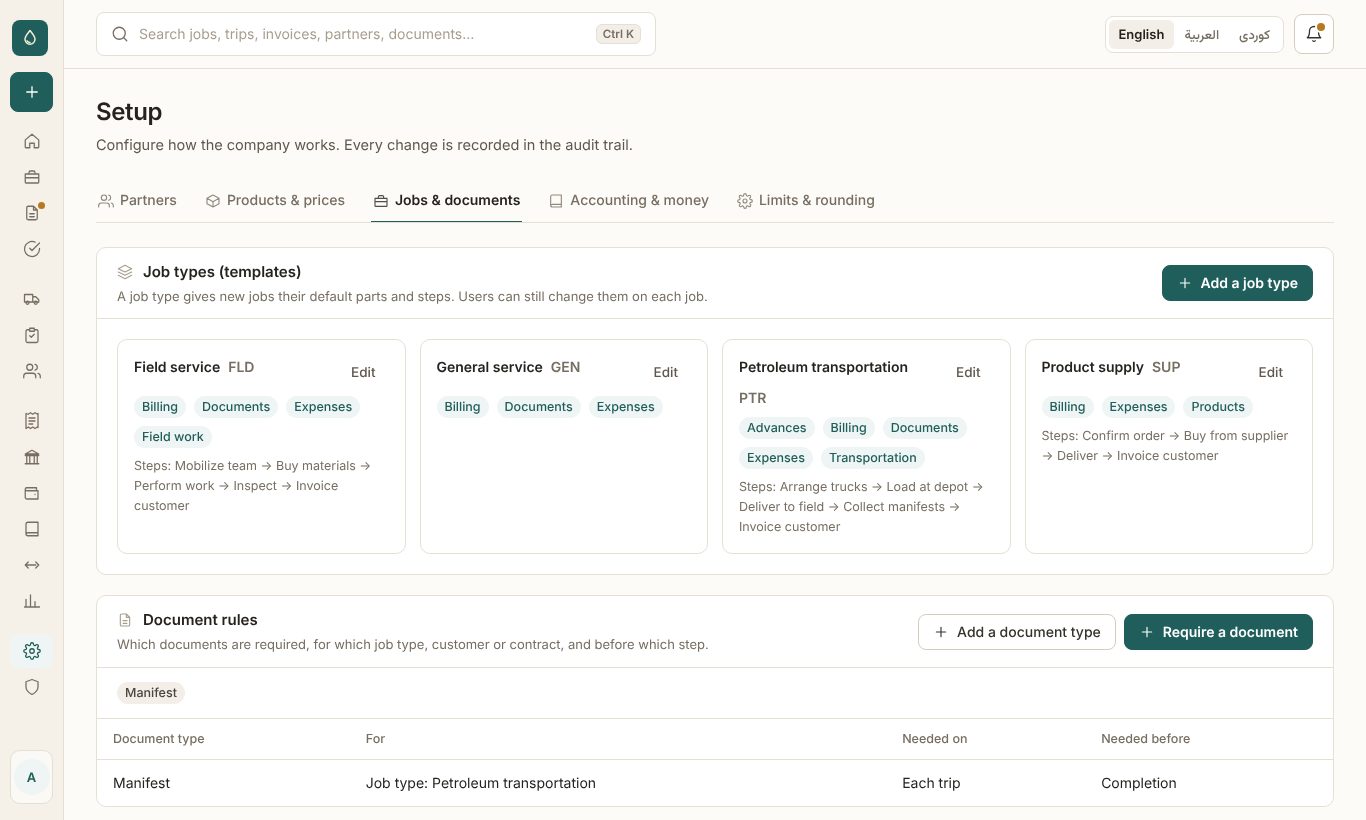 Search jobs, trips, invoices, partners, documents...
Ctrl K
English
العربية
کوردی
Setup
Configure how the company works. Every change is recorded in the audit trail.
Partners
Products & prices
Jobs & documents
Accounting & money
Limits & rounding
Job types (templates)
A job type gives new jobs their default parts and steps. Users can still change them on each job.
Add a job type
Field service FLD
Edit
Billing
Documents
Expenses
Field work
Steps: Mobilize team → Buy materials →
Perform work → Inspect → Invoice
customer
General service GEN
Edit
Billing
Documents
Expenses
Petroleum transportation
PTR
Edit
Advances
Billing
Documents
Expenses
Transportation
Steps: Arrange trucks → Load at depot →
Deliver to field → Collect manifests →
Invoice customer
Product supply SUP
Edit
Billing
Expenses
Products
Steps: Confirm order → Buy from supplier
→ Deliver → Invoice customer
Document rules
Which documents are required, for which job type, customer or contract, and before which step.
Add a document type
Require a document
Manifest
Document type
For
Needed on
Needed before
Manifest
Job type: Petroleum transportation
Each trip
Completion
A